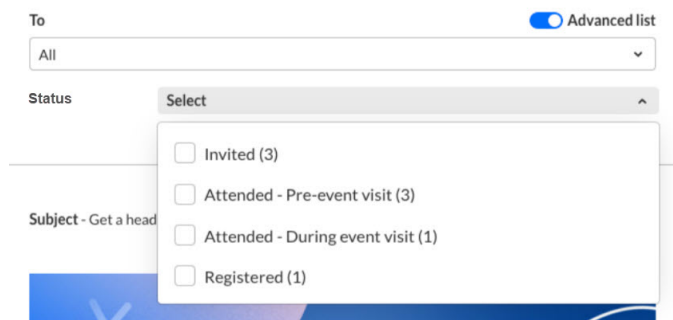 To
Advanced list
All
Status
Select
Invited (3)
Attended - Pre-event visit (3)
Attended - During event visit (1)
Registered (1)
Subject - Get a head